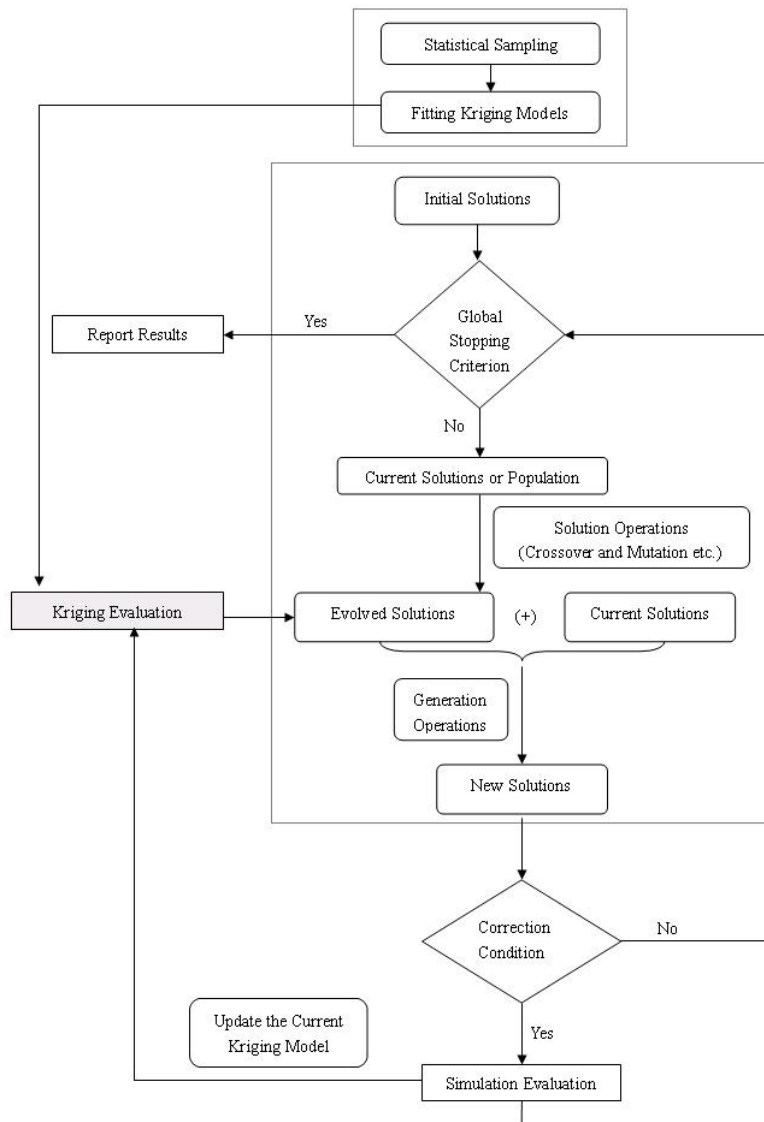 Statistical Sampling
Fitting Kriging Models
Initial Solutions
Global
Stopping
Criterion
Yes
Report Results
No
Current Solutions or Population
Solution Operations
(Crossover and Mutation etc.)
Kriging Evaluation
Evolved Solutions
(+)
Current Solutions
Generation
Operations
New Solutions
Correction
Condition
No
Yes
Update the Current
Kriging Model
Simulation Evaluation